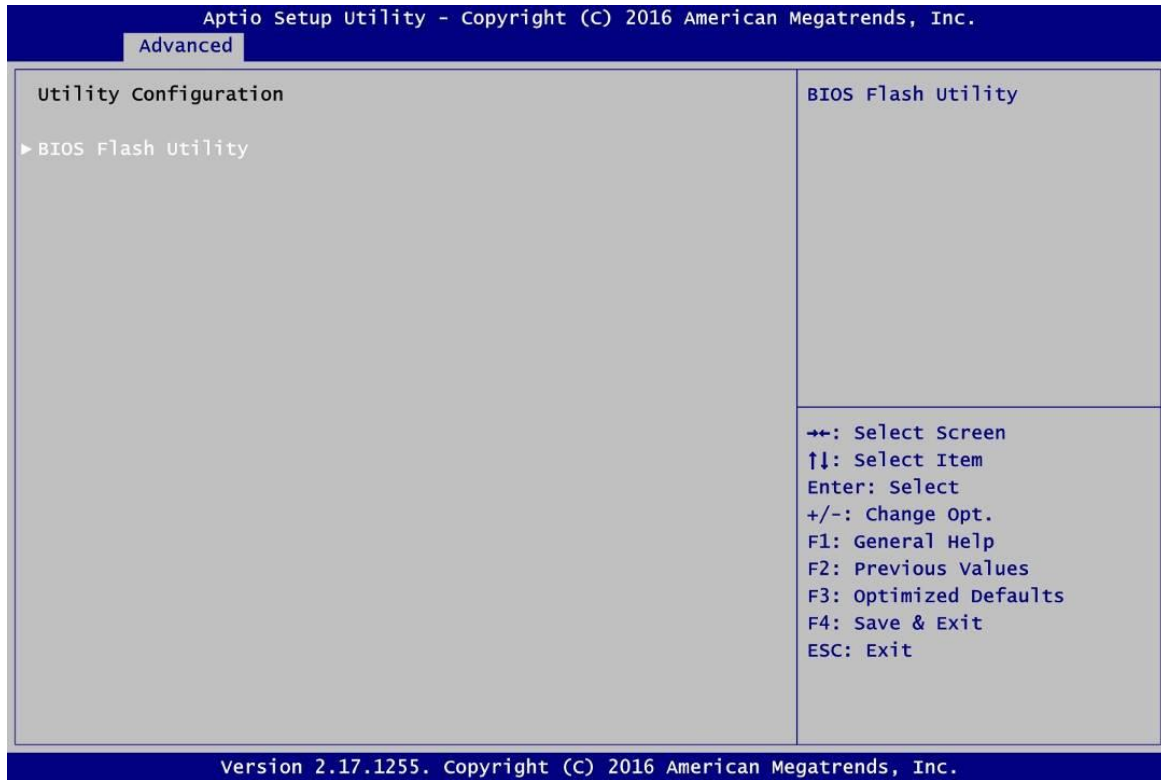 Aptio Setup Utility - Copyright (C) 2016 American Megatrends, Inc.
Advanced
Utility Configuration
►BIOS Flash Utility
BIOS Flash Utility
→←: Select Screen
↑↓: Select Item
Enter: Select
+/-: Change Opt.
F1: General Help
F2: Previous Values
F3: Optimized Defaults
F4: Save & Exit
ESC: Exit
Version 2.17.1255. Copyright (C) 2016 American Megatrends, Inc.